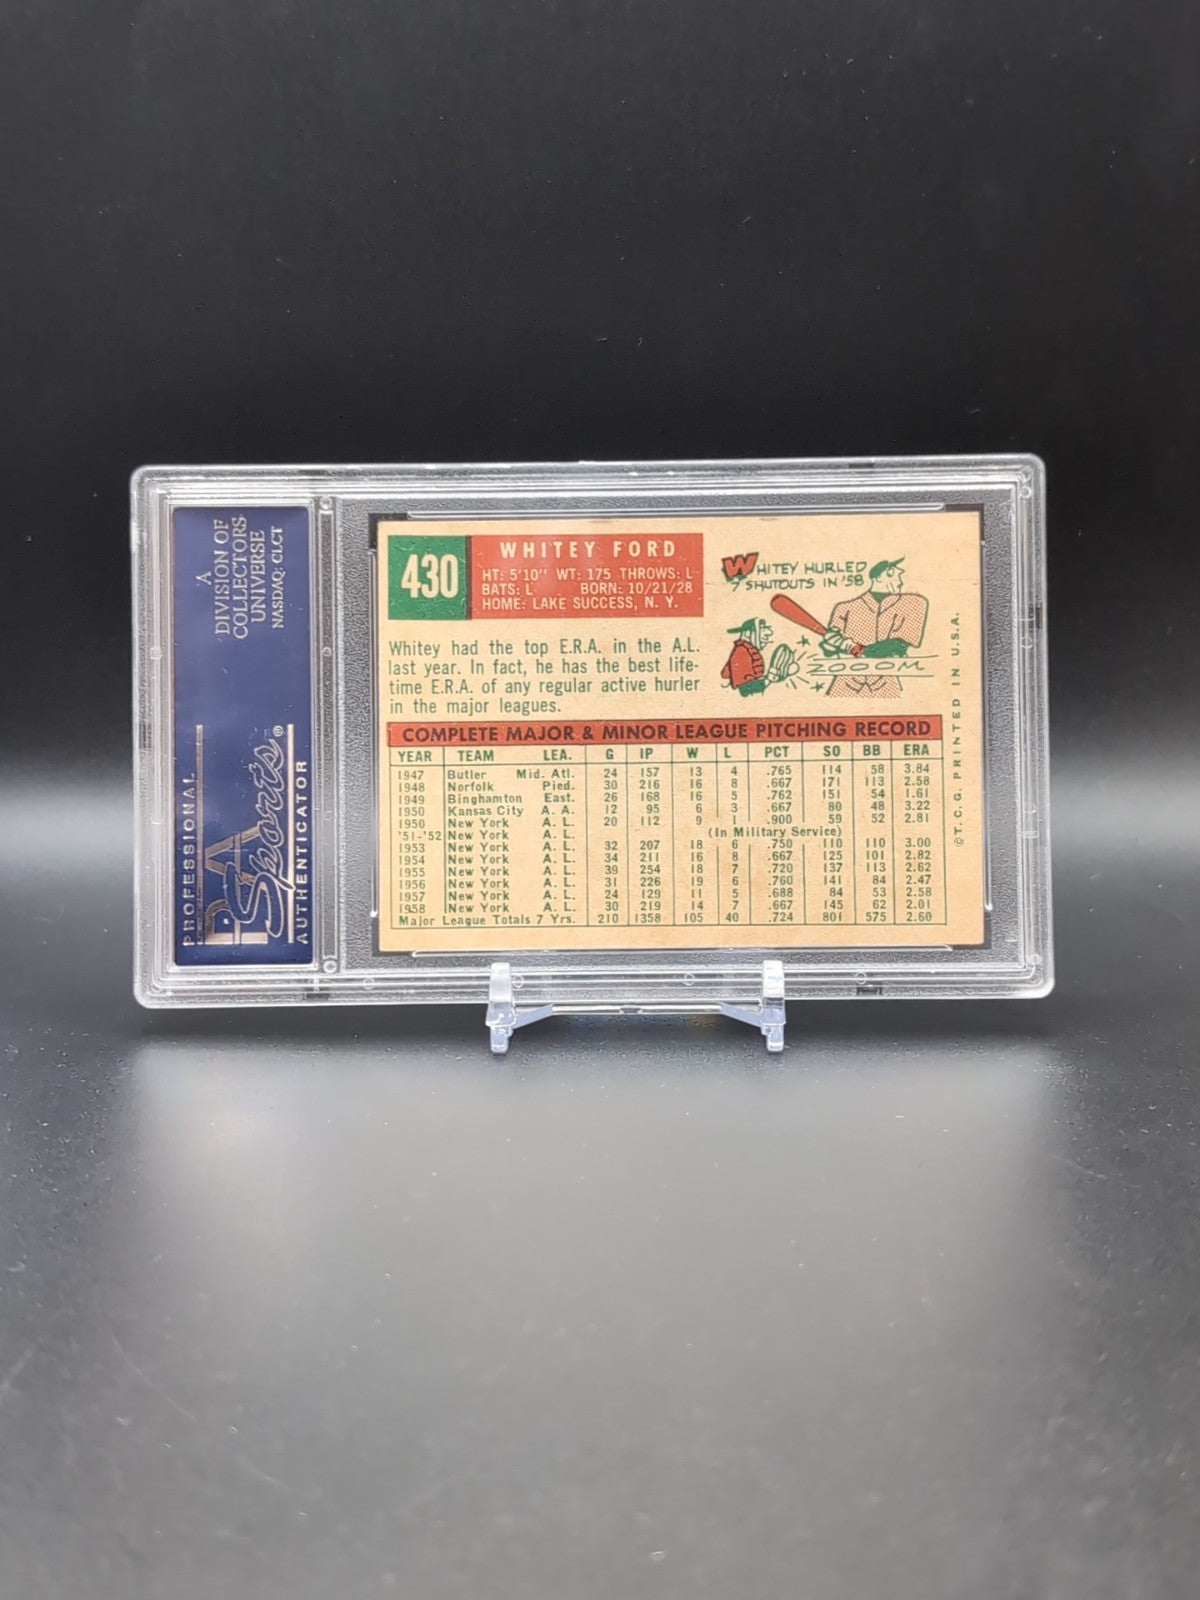 A
DIVISION OF
COLLECTORS
UNIVERSE
NASDAQ: CLCT
PROFESSIONAL
PSA
Sports®
AUTHENTICATOR
430
WHITEY FORD
HT: 5'10" WT: 175 THROWS: L
BATS: L BORN: 10/21/28
HOME: LAKE SUCCESS, N. Y.
Whitey had the top E.R.A. in the A.L.
last year. In fact, he has the best life-
time E.R.A. of any regular active hurler
in the major leagues.
WHITEY HURLED
7 SHUTOUTS IN '58
ZOOOM
COMPLETE MAJOR & MINOR LEAGUE PITCHING RECORD
YEAR TEAM LEA. G IP W L PCT SO BB ERA
1947 Butler Mid. Atl. 24 157 13 4 .765 114 58 3.84
1948 Norfolk Pied. 30 216 16 8 .667 171 113 2.58
1949 Binghamton East. 26 168 16 5 .762 151 54 1.61
1950 Kansas City A. A. 12 95 6 3 .667 80 48 3.22
1950 New York A. L. 20 112 9 1 .900 59 52 2.81
'51-'52 New York A. L. (In Military Service)
1953 New York A. L. 32 207 18 6 .750 110 110 3.00
1954 New York A. L. 34 211 16 8 .667 125 101 2.82
1955 New York A. L. 39 254 18 7 .720 137 113 2.62
1956 New York A. L. 31 226 19 6 .760 141 84 2.47
1957 New York A. L. 24 129 11 5 .688 84 53 2.58
1958 New York A. L. 30 219 14 7 .667 145 62 2.01
Major League Totals 7 Yrs. 210 1358 105 40 .724 801 575 2.60
©T.C.G. PRINTED IN U.S.A.